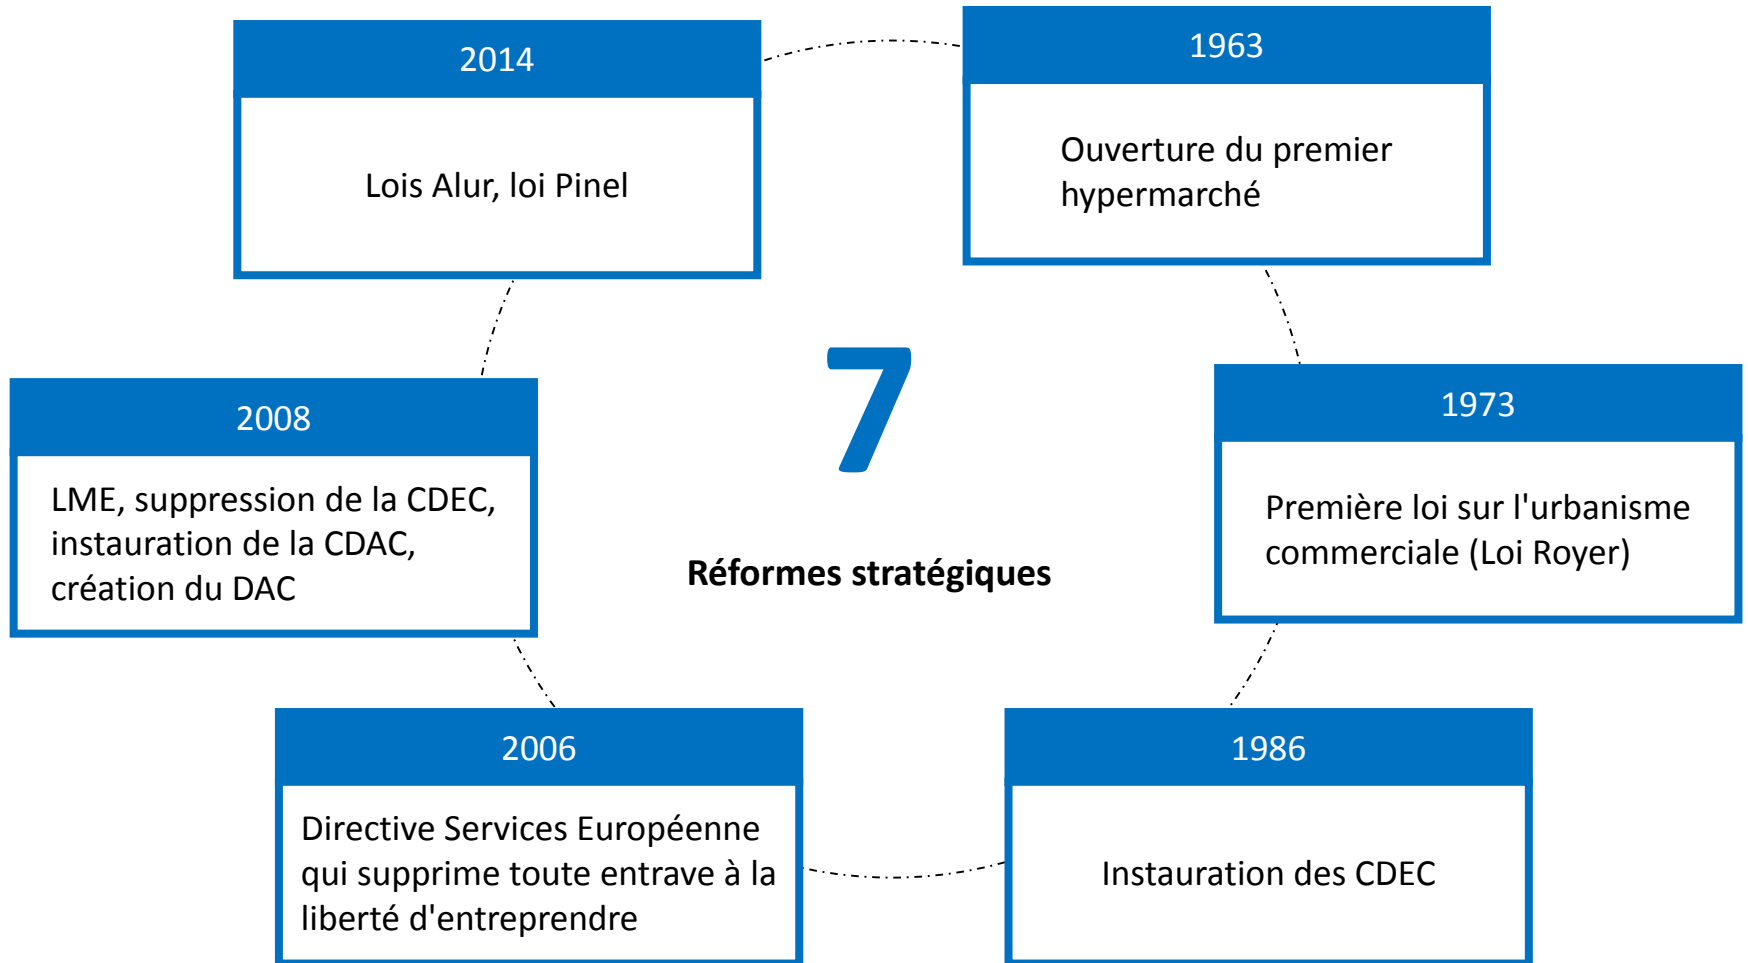 2014
Lois Alur, loi Pinel
1963
Ouverture du premier
hypermarché
7
Réformes stratégiques
2008
LME, suppression de la CDEC,
instauration de la CDAC,
création du DAC
1973
Première loi sur l'urbanisme
commerciale (Loi Royer)
2006
Directive Services Européenne
qui supprime toute entrave à la
liberté d'entreprendre
1986
Instauration des CDEC